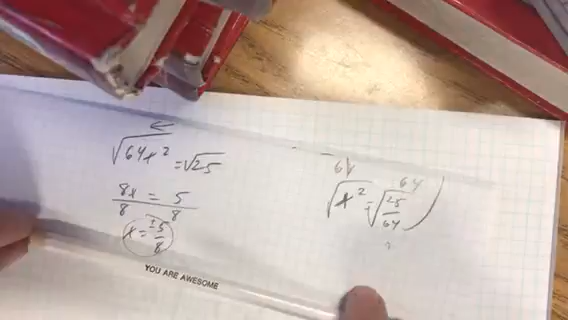 ←
√64x² = √25
8x = 5
8 8
x = ±5/8
64 64
√x² = √25/64
YOU ARE AWESOME